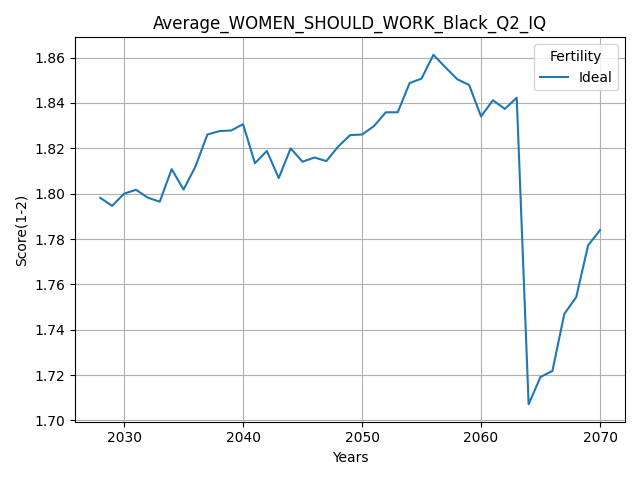 Average_WOMEN_SHOULD_WORK_Black_Q2_IQ
Fertility
Ideal
Score(1-2)
1.86
1.84
1.82
1.80
1.78
1.76
1.74
1.72
1.70
2030 2040 2050 2060 2070
Years